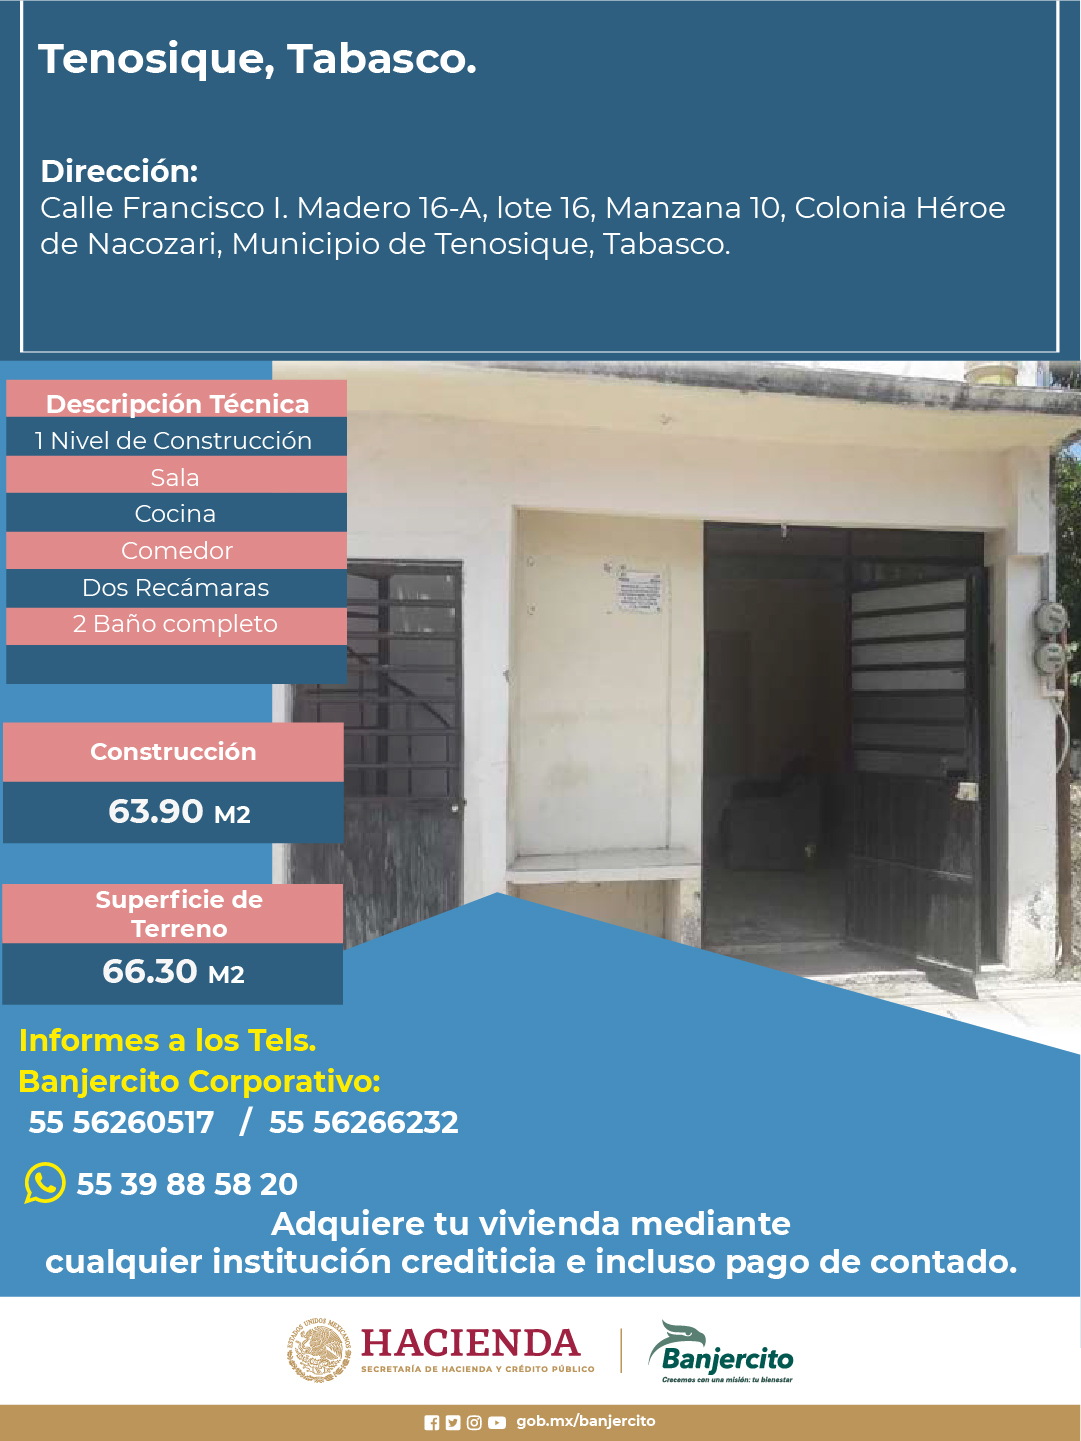 Tenosique, Tabasco.
Dirección:
Calle Francisco I. Madero 16-A, lote 16, Manzana 10, Colonia Héroe
de Nacozari, Municipio de Tenosique, Tabasco.
Descripción Técnica
1 Nivel de Construcción
Sala
Cocina
Comedor
Dos Recámaras
2 Baño completo
Construcción
63.90 M2
Superficie de
Terreno
66.30 M2
Informes a los Tels.
Banjercito Corporativo:
55 56260517 / 55 56266232
55 39 88 58 20
Adquiere tu vivienda mediante
cualquier institución crediticia e incluso pago de contado.
ESTADOS UNIDOS MEXICANOS
HACIENDA
SECRETARÍA DE HACIENDA Y CRÉDITO PÚBLICO
Banjercito
Crecemos con una misión: tu bienestar
gob.mx/banjercito